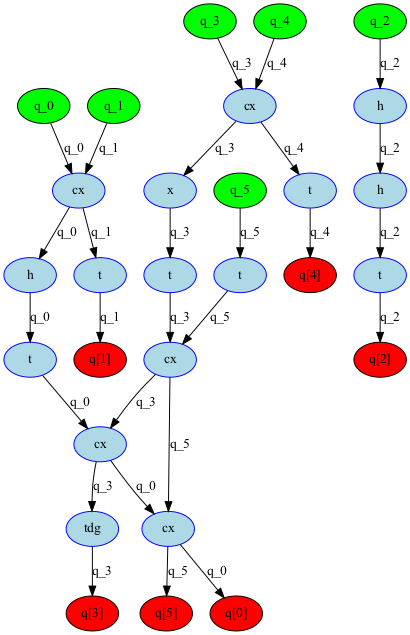 q_3 q_4 q_2
q_3 q_4 q_2
q_0 q_1 cx h
q_0 q_1 q_3 q_4 q_2
cx x q_5 t h
q_0 q_1 q_3 q_5 q_4 q_2
h t t t q[4] t
q_0 q_1 q_3 q_5 q_2
t q[1] cx q[2]
q_0 q_3 q_5
cx
q_3 q_0
tdg cx
q_3 q_5 q_0
q[3] q[5] q[0]